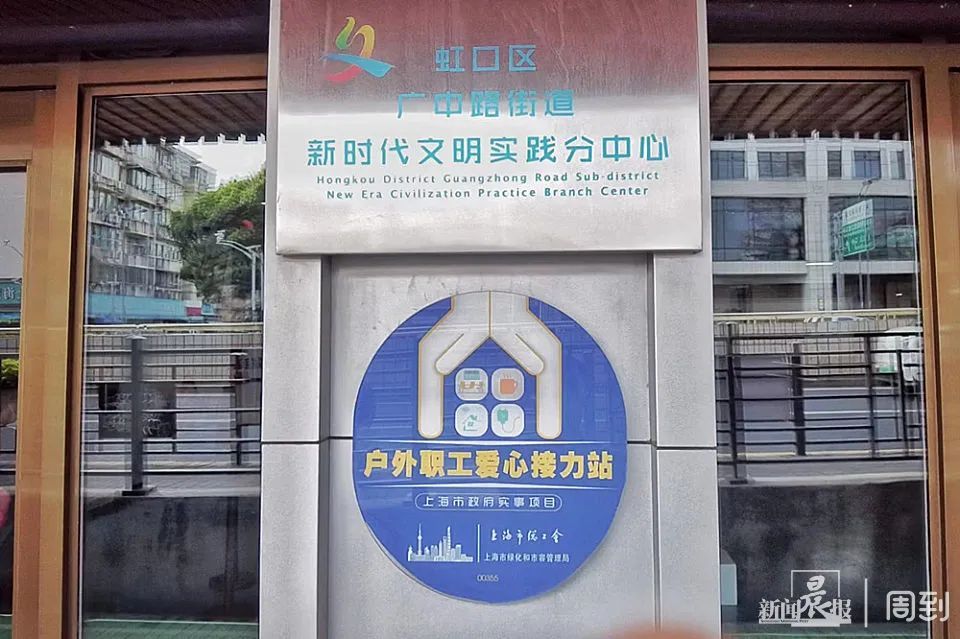 虹口区
广中路街道
新时代文明实践分中心
Hongkou District Guangzhong Road Sub-district
New Era Civilization Practice Branch Center
户外职工爱心接力站
上海市政府实事项目
上海市总工会
上海市绿化和市容管理局
00355
新闻晨报
周到